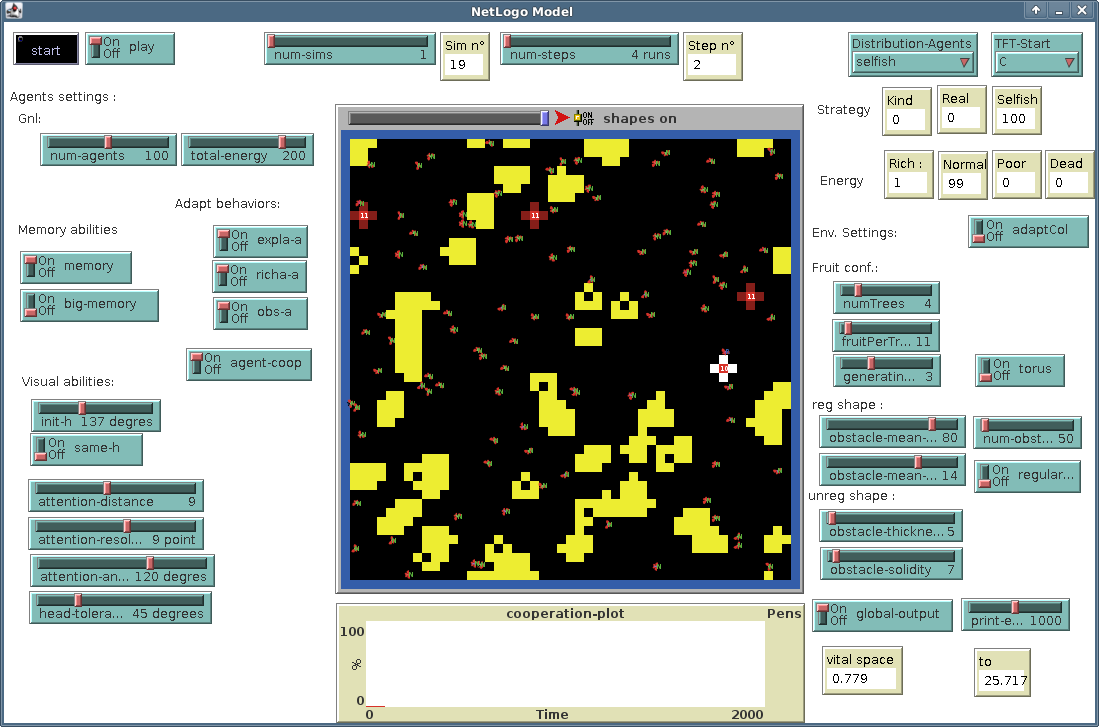 NetLogo Model
start
On
Off
play
num-sims 1
Sim n°
19
num-steps 4 runs
Step n°
2
Distribution-Agents
selfish
TFT-Start
C
Agents settings :
Gnl:
num-agents 100
total-energy 200
Strategy
Kind
0
Real
0
Selfish
100
ON
OFF
shapes on
Energy
Rich :
1
Normal
99
Poor
0
Dead
0
Adapt behaviors:
Memory abilities
On
Off
memory
On
Off
big-memory
On
Off
expla-a
On
Off
richa-a
On
Off
obs-a
On
Off
agent-coop
Env. Settings:
On
Off
adaptCol
Fruit conf.:
numTrees 4
fruitPerTr... 11
generatin... 3
On
Off
torus
11
11
11
10
Visual abilities:
init-h 137 degres
On
Off
same-h
attention-distance 9
attention-resol... 9 point
attention-an... 120 degres
head-tolera... 45 degrees
reg shape :
obstacle-mean-... 80
num-obst... 50
obstacle-mean-... 14
On
Off
regular...
unreg shape :
obstacle-thickne... 5
obstacle-solidity 7
On
Off
global-output
print-e... 1000
vital space
0.779
to
25.717
cooperation-plot
Pens
100
%
0
0
Time
2000